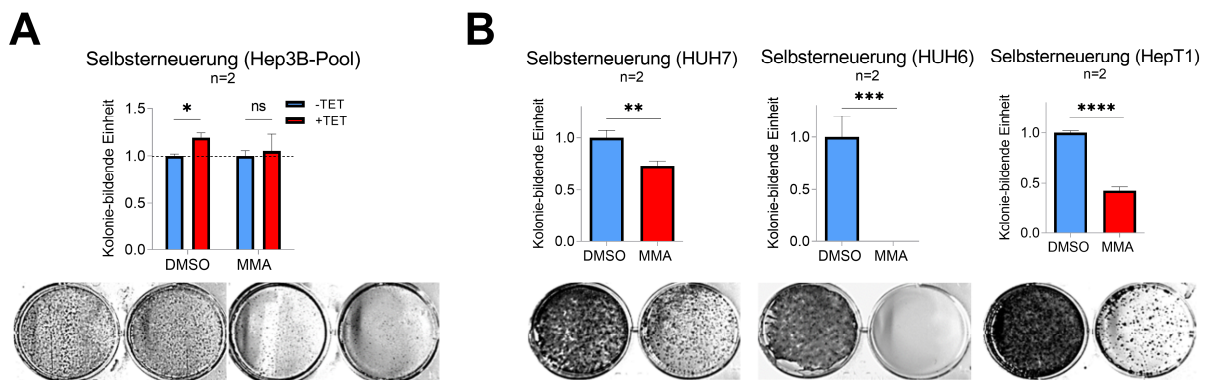 A
Selbsterneuerung (Hep3B-Pool)
n=2
Kolonie-bildende Einheit
1.5
1.0
0.5
0.0
*
ns
-TET
+TET
DMSO
MMA
B
Selbsterneuerung (HUH7)
n=2
Kolonie-bildende Einheit
1.0
0.5
0.0
**
DMSO
MMA
Selbsterneuerung (HUH6)
n=2
Kolonie-bildende Einheit
1.0
0.5
0.0
***
DMSO
MMA
Selbsterneuerung (HepT1)
n=2
Kolonie-bildende Einheit
1.0
0.5
0.0
****
DMSO
MMA